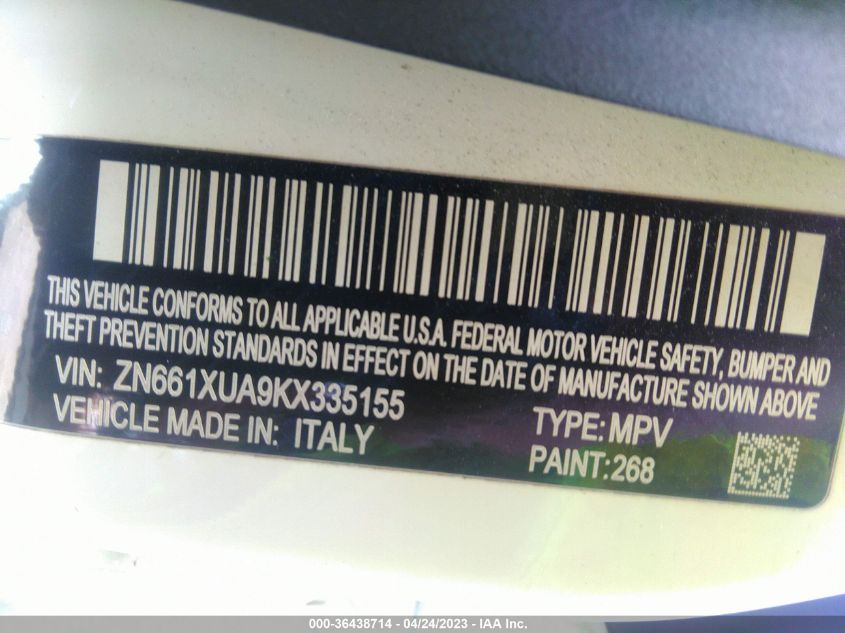 THIS VEHICLE CONFORMS TO ALL APPLICABLE U.S.A. FEDERAL MOTOR VEHICLE SAFETY, BUMPER AND
THEFT PREVENTION STANDARDS IN EFFECT ON THE DATE OF MANUFACTURE SHOWN ABOVE
VIN: ZN661XUA9KX335155
VEHICLE MADE IN: ITALY
TYPE: MPV
PAINT: 268
000-36438714 - 04/24/2023 - IAA Inc.